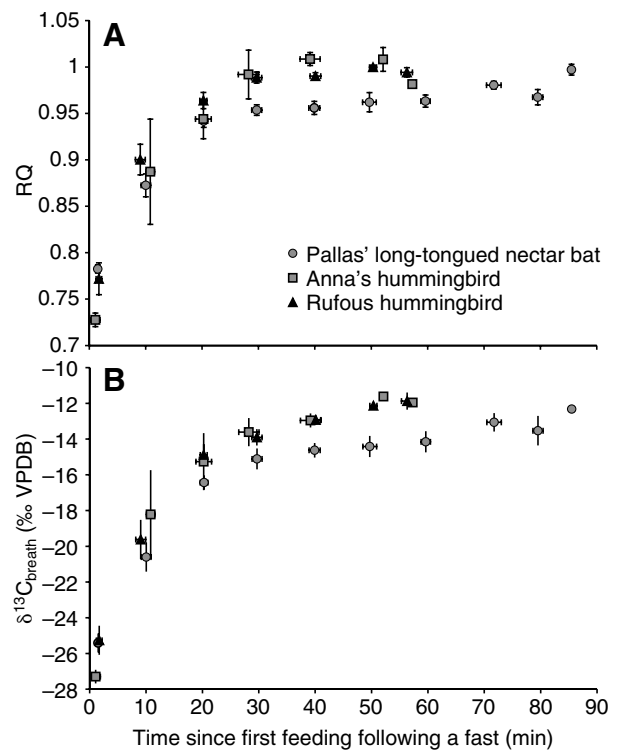 A
1.05
1
0.95
0.9
0.85
0.8
0.75
0.7
RQ
Pallas' long-tongued nectar bat
Anna's hummingbird
Rufous hummingbird
B
−10
−12
−14
−16
−18
−20
−22
−24
−26
−28
δ¹³C_breath (‰ VPDB)
0 10 20 30 40 50 60 70 80 90
Time since first feeding following a fast (min)